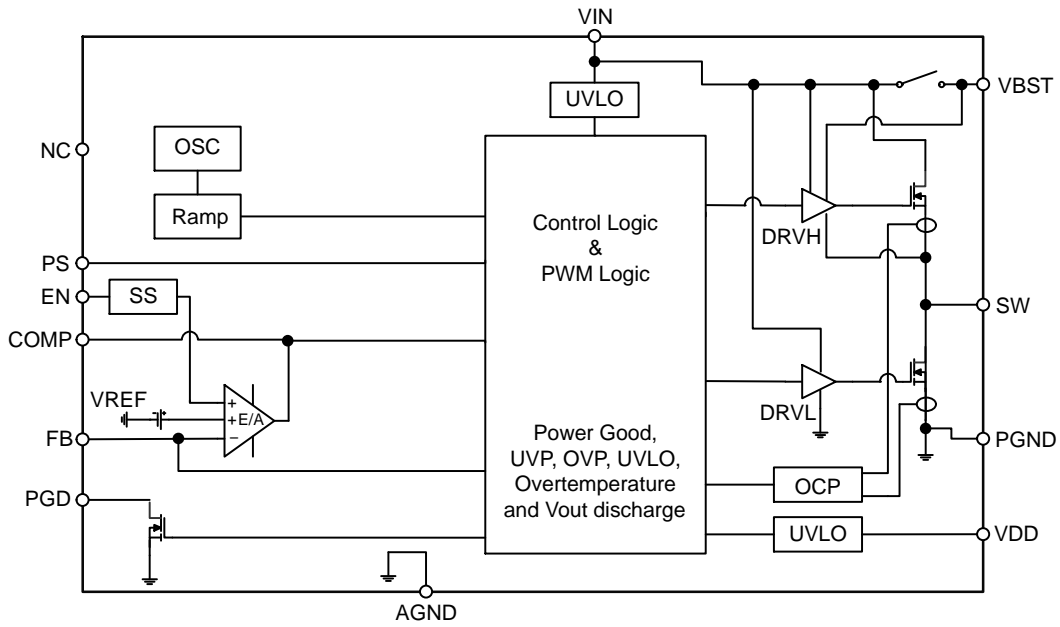 VIN
VBST
UVLO
NC
OSC
Ramp
Control Logic
&
PWM Logic
DRVH
PS
EN
SS
SW
COMP
VREF
+
+
E/A
−
DRVL
FB
Power Good,
UVP, OVP, UVLO,
Overtemperature
and Vout discharge
PGND
PGD
OCP
UVLO
VDD
AGND